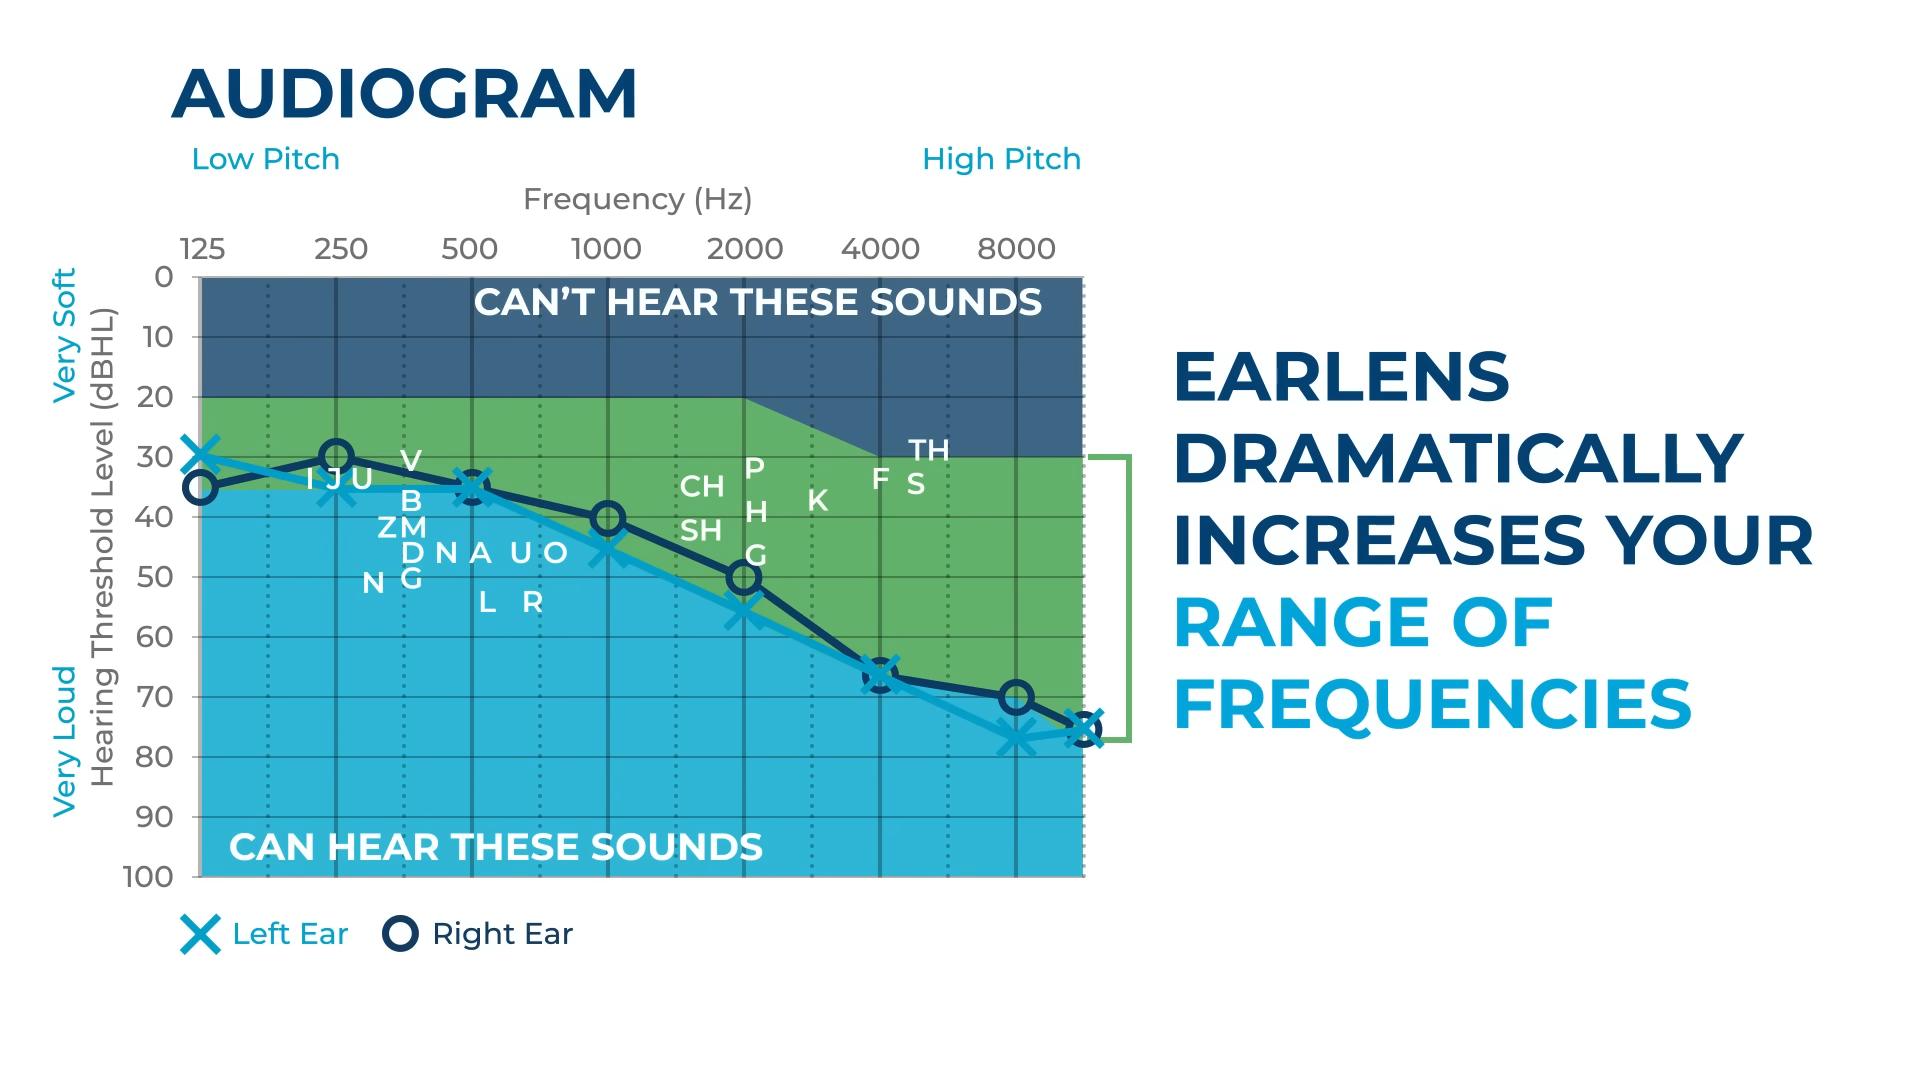 AUDIOGRAM
Low Pitch High Pitch
Frequency (Hz)
125 250 500 1000 2000 4000 8000
Very Soft
Very Loud
Hearing Threshold Level (dBHL)
0
10
20
30
40
50
60
70
80
90
100
CAN’T HEAR THESE SOUNDS
TH
V P
I J U CH F S
B H K
Z M SH
D N A U O G
N G
L R
CAN HEAR THESE SOUNDS
Left Ear Right Ear
EARLENS
DRAMATICALLY
INCREASES YOUR
RANGE OF
FREQUENCIES